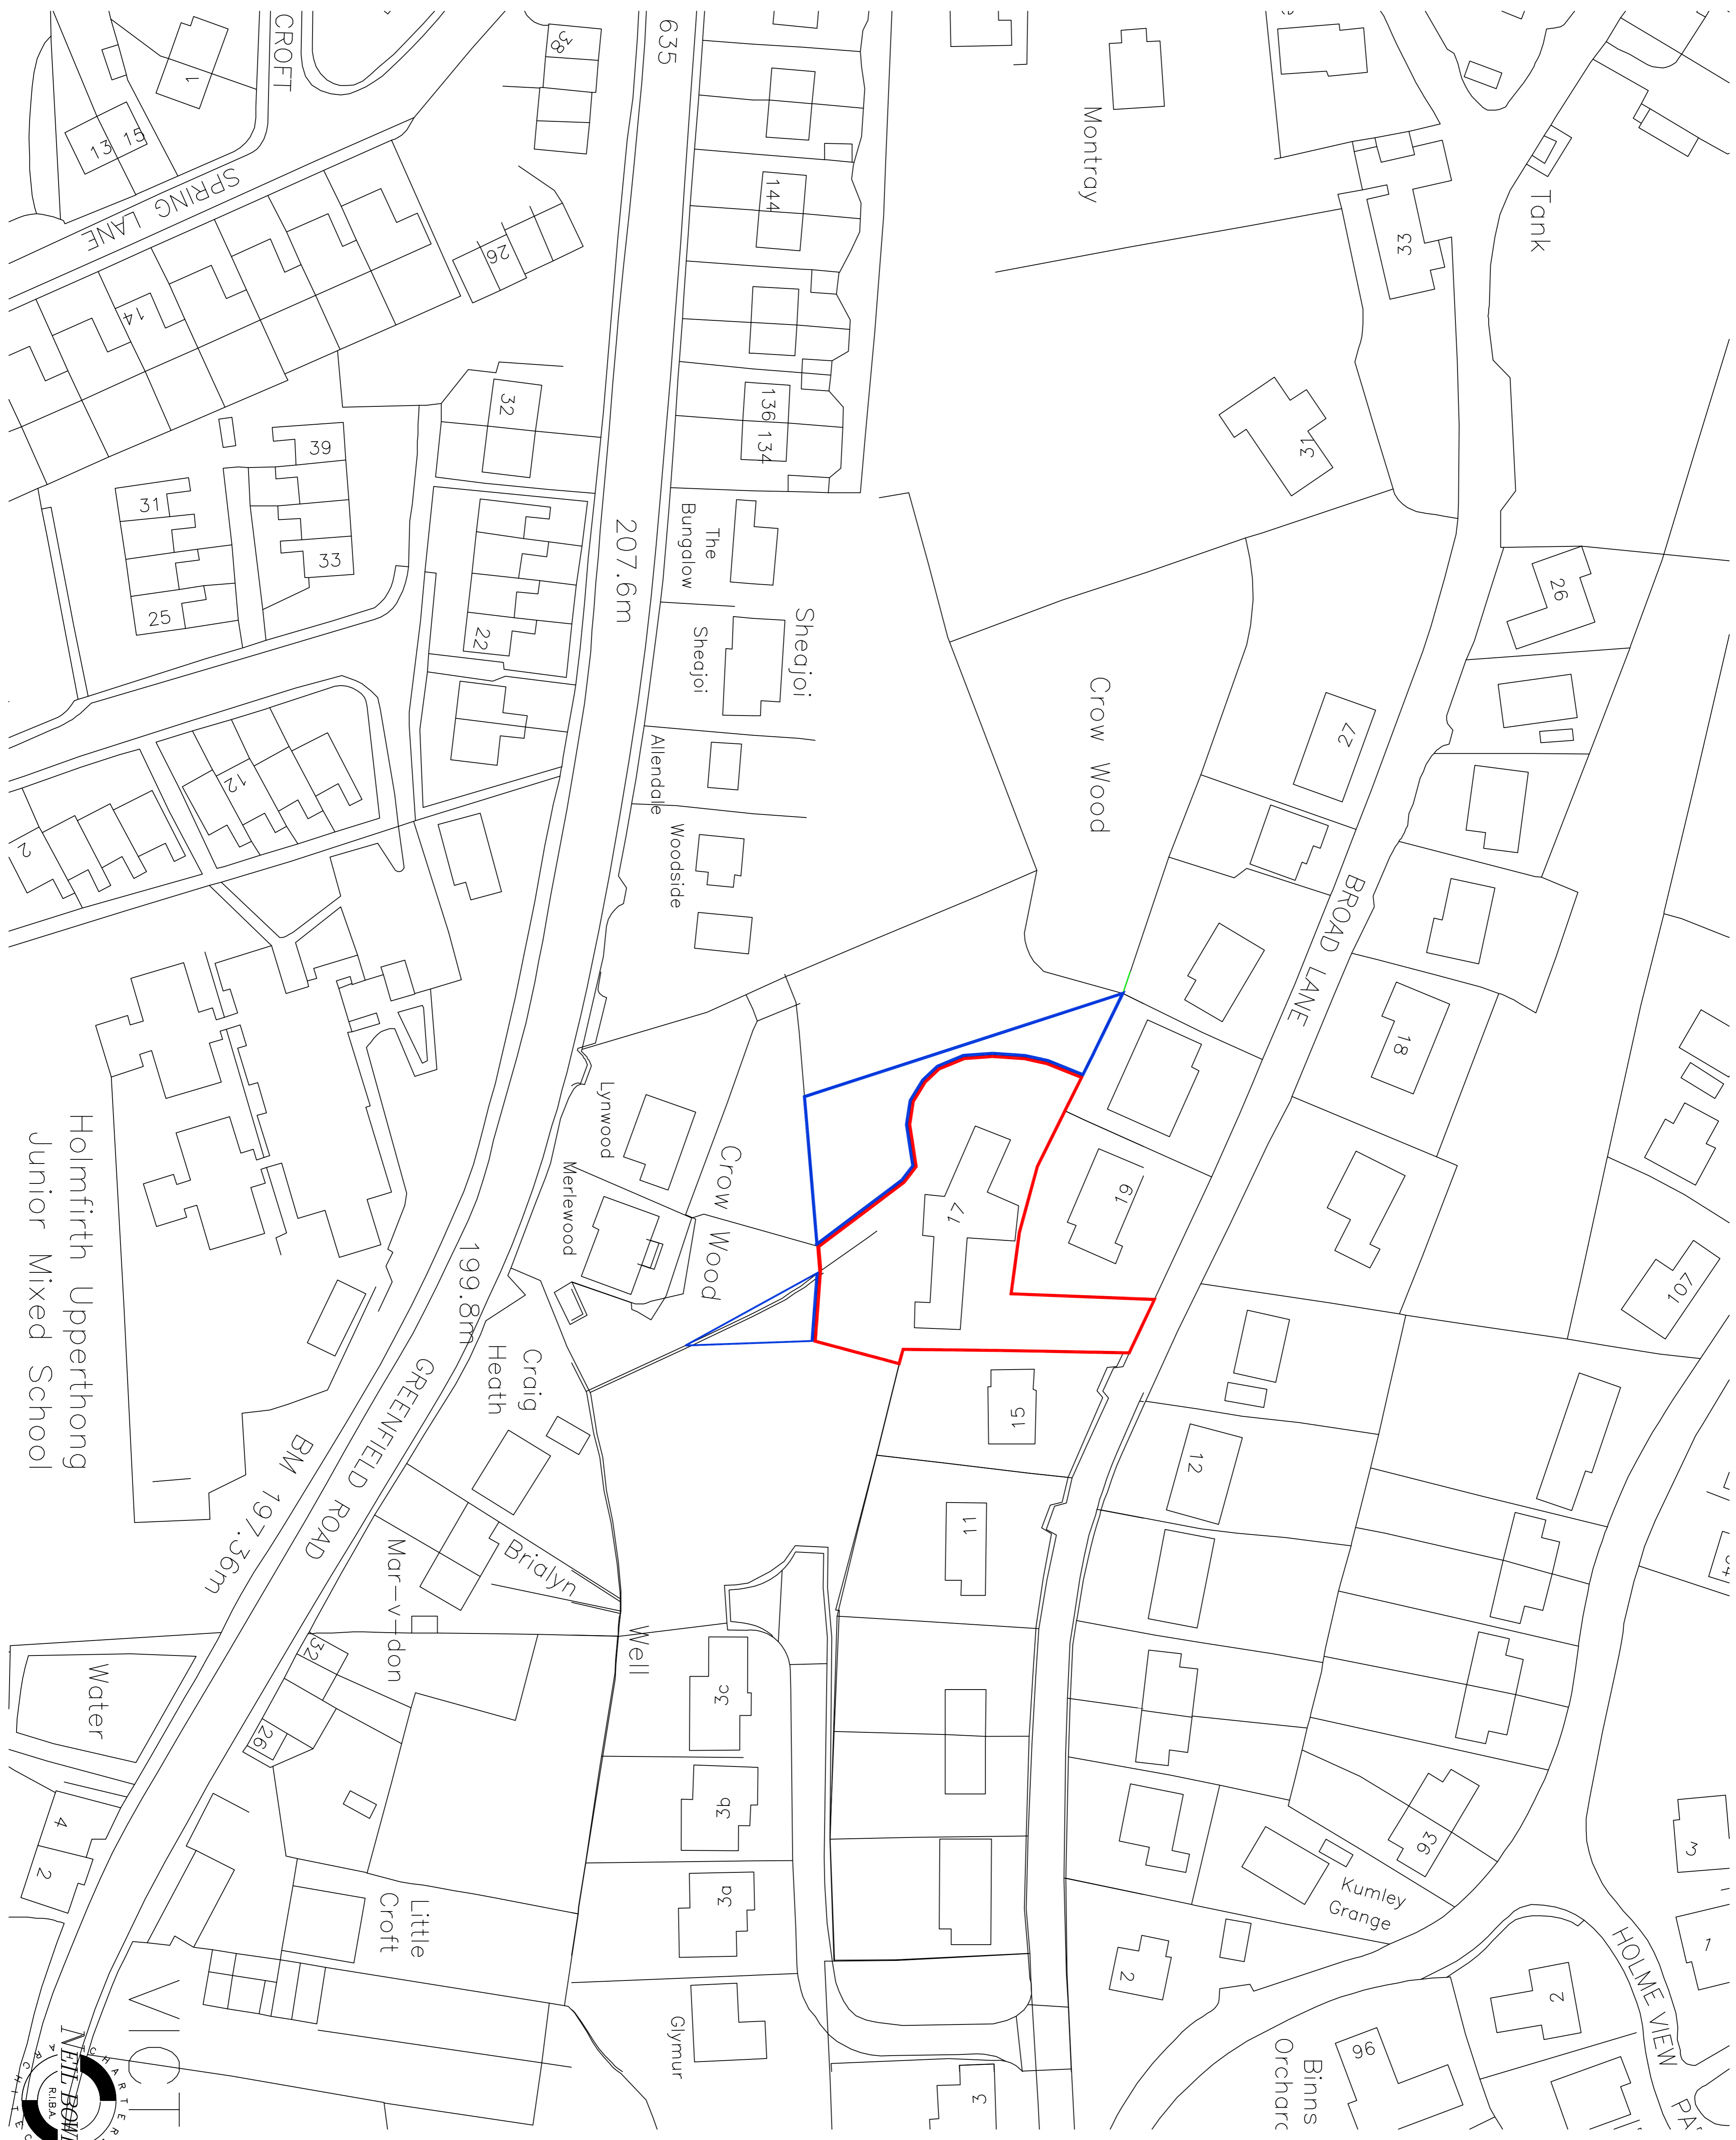 CROFT
1
13 15
SPRING LANE
38
635
26
14
144
136 134
Montray
33
Tank
31
32
39
31
33
25
22
207.6m
The
Bungalow
Sheajoi
Sheajoi
Allendale
Woodside
Crow Wood
27
26
BROAD LANE
18
12
2
Holmfirth Upperthong
Junior Mixed School
Lynwood
Merlewood
Crow Wood
17
19
107
199.8m
GREENFIELD ROAD
BM 197.36m
Craig
Heath
15
12
11
Brialyn
Mar-v-don
Well
Water
32
26
4
2
3c
3b
3a
93
Kumley
Grange
3
1
Little
Croft
Glymur
2
HOLME VIEW
2
96
Binns
3
VICT
NEIL
R.I.B.A.